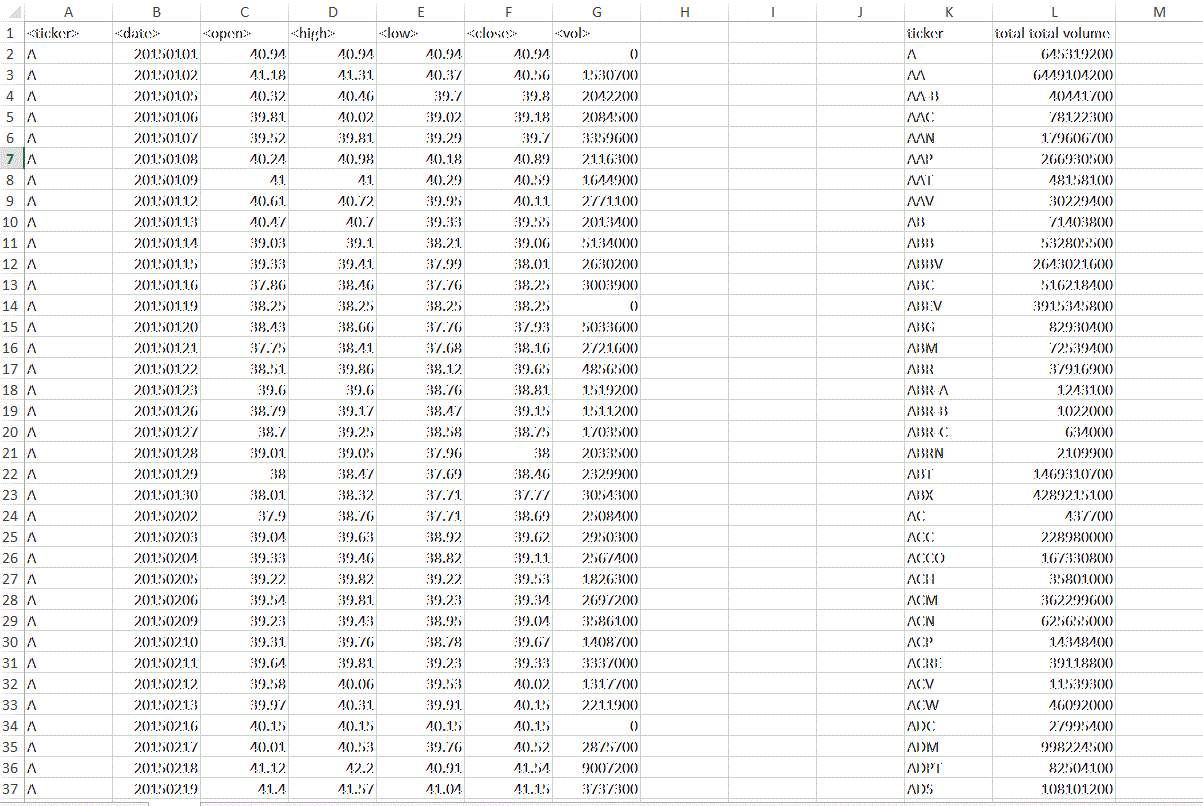 A B C D E F G H I J K L M
1 <ticker> <date> <open> <high> <low> <close> <vol> ticker total total volume
2 A 20150101 40.94 40.94 40.94 40.94 0 A 645319200
3 A 20150102 41.18 41.31 40.37 40.56 1530700 AA 6449104200
4 A 20150105 40.32 40.46 39.7 39.8 2042200 AA-B 40441700
5 A 20150106 39.81 40.02 39.02 39.18 2084500 AAC 78122300
6 A 20150107 39.52 39.81 39.29 39.7 3359600 AAN 179606700
7 A 20150108 40.24 40.98 40.18 40.89 2116300 AAP 266930500
8 A 20150109 41 41 40.29 40.59 1644900 AAT 48158100
9 A 20150112 40.61 40.72 39.95 40.11 2771100 AAV 30229400
10 A 20150113 40.47 40.7 39.33 39.55 2013400 AB 71403800
11 A 20150114 39.03 39.1 38.21 39.06 5134000 ABB 532805500
12 A 20150115 39.33 39.41 37.99 38.01 2630200 ABBV 2643021600
13 A 20150116 37.86 38.46 37.76 38.25 3003900 ABC 516218400
14 A 20150119 38.25 38.25 38.25 38.25 0 ABEV 3915345800
15 A 20150120 38.43 38.66 37.76 37.93 5033600 ABG 82930400
16 A 20150121 37.75 38.41 37.68 38.16 2721600 ABM 72539400
17 A 20150122 38.51 39.86 38.12 39.65 4856500 ABR 37916900
18 A 20150123 39.6 39.6 38.76 38.81 1519200 ABR-A 1243100
19 A 20150126 38.79 39.17 38.47 39.15 1511200 ABR-B 1022000
20 A 20150127 38.7 39.25 38.58 38.75 1703500 ABR-C 634000
21 A 20150128 39.01 39.05 37.96 38 2033500 ABRN 2109900
22 A 20150129 38 38.47 37.69 38.46 2329900 ABT 1469310700
23 A 20150130 38.01 38.32 37.71 37.77 3054300 ABX 4289215100
24 A 20150202 37.9 38.76 37.71 38.69 2508400 AC 437700
25 A 20150203 39.04 39.63 38.92 39.62 2950300 ACC 228980000
26 A 20150204 39.33 39.46 38.82 39.11 2567400 ACCO 167330800
27 A 20150205 39.22 39.82 39.22 39.53 1826300 ACH 35801000
28 A 20150206 39.54 39.81 39.23 39.34 2697200 ACM 362299600
29 A 20150209 39.23 39.43 38.95 39.04 3586100 ACN 625655000
30 A 20150210 39.31 39.76 38.78 39.67 1408700 ACP 14348400
31 A 20150211 39.64 39.81 39.23 39.33 3337000 ACRE 39118800
32 A 20150212 39.58 40.06 39.53 40.02 1317700 ACV 11539300
33 A 20150213 39.97 40.31 39.91 40.15 2211900 ACW 46092000
34 A 20150216 40.15 40.15 40.15 40.15 0 ADC 27995400
35 A 20150217 40.01 40.53 39.76 40.52 2875700 ADM 998224500
36 A 20150218 41.12 42.2 40.91 41.54 9007200 ADPT 82504100
37 A 20150219 41.4 41.57 41.04 41.15 3737300 ADS 108101200